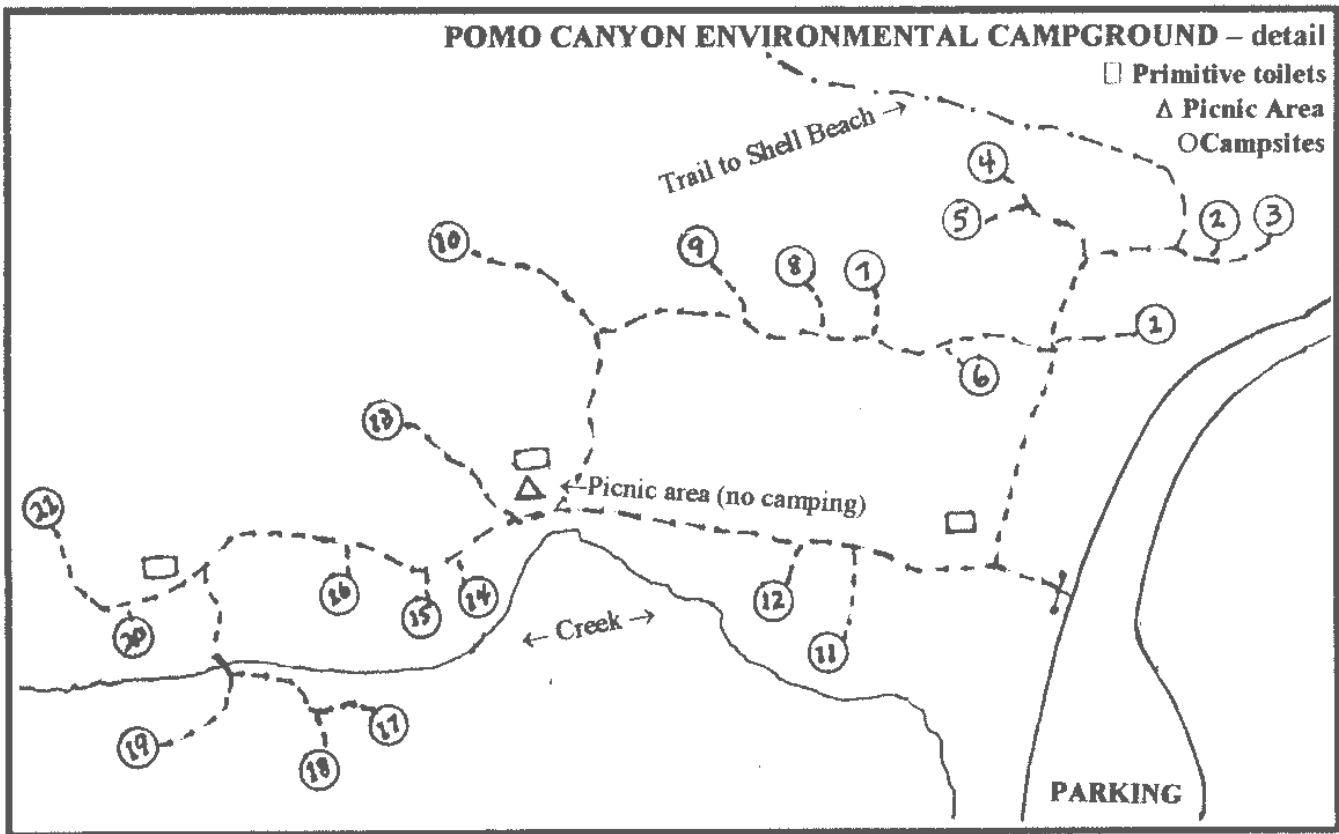 POMO CANYON ENVIRONMENTAL CAMPGROUND – detail
□ Primitive toilets
Δ Picnic Area
○Campsites
Trail to Shell Beach →
4
5
2
3
10
9
8
7
1
6
13
←Picnic area (no camping)
21
16
15
14
12
11
20
← Creek →
19
18
17
PARKING